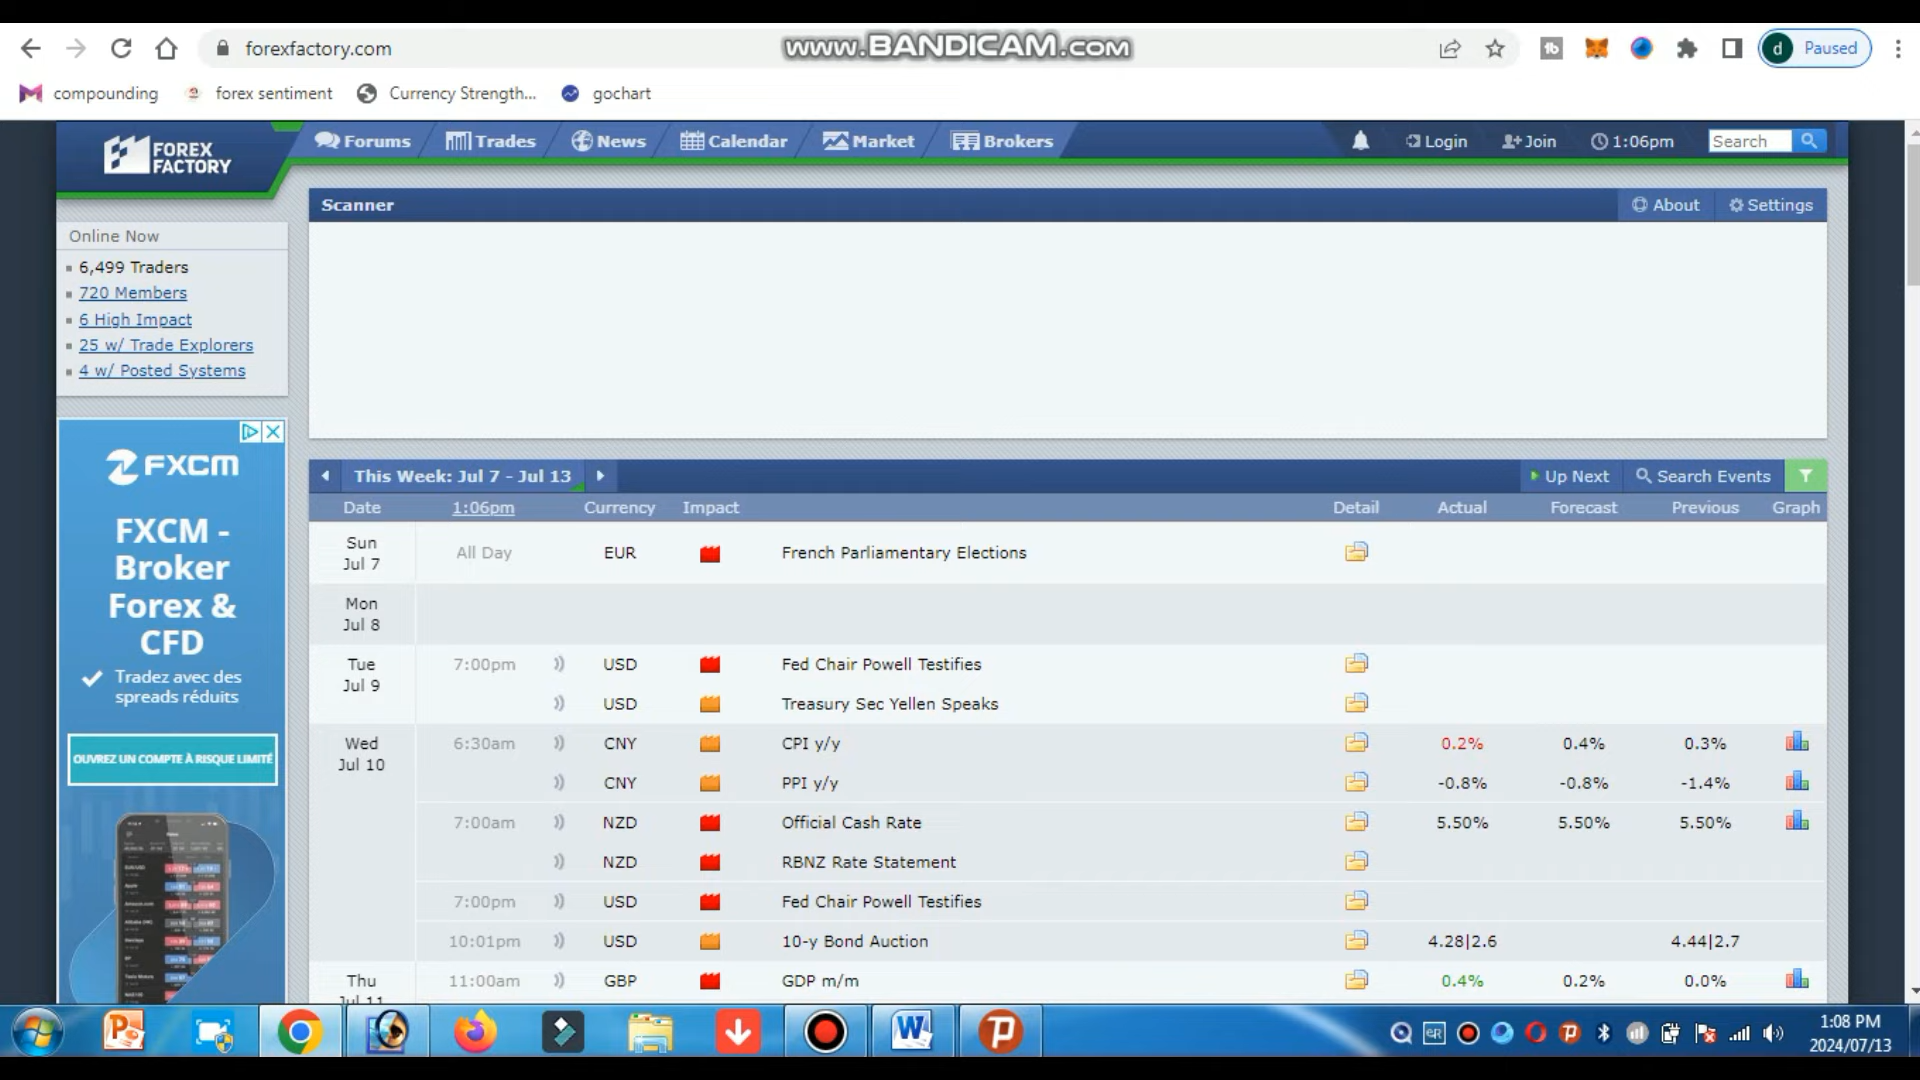 forexfactory.com
www.BANDICAM.com
d Paused
compounding forex sentiment Currency Strength... gochart
FOREX FACTORY
Forums Trades News Calendar Market Brokers
Login Join 1:06pm Search
Scanner About Settings
Online Now
6,499 Traders
720 Members
6 High Impact
25 w/ Trade Explorers
4 w/ Posted Systems
FXCM
FXCM -
Broker
Forex &
CFD
Tradez avec des
spreads réduits
OUVREZ UN COMPTE À RISQUE LIMITÉ
This Week: Jul 7 - Jul 13 Up Next Search Events
Date 1:06pm Currency Impact Detail Actual Forecast Previous Graph
Sun Jul 7 All Day EUR French Parliamentary Elections
Mon Jul 8
Tue Jul 9 7:00pm USD Fed Chair Powell Testifies
USD Treasury Sec Yellen Speaks
Wed Jul 10 6:30am CNY CPI y/y 0.2% 0.4% 0.3%
CNY PPI y/y -0.8% -0.8% -1.4%
7:00am NZD Official Cash Rate 5.50% 5.50% 5.50%
NZD RBNZ Rate Statement
7:00pm USD Fed Chair Powell Testifies
10:01pm USD 10-y Bond Auction 4.28|2.6 4.44|2.7
Thu Jul 11 11:00am GBP GDP m/m 0.4% 0.2% 0.0%
1:08 PM
2024/07/13